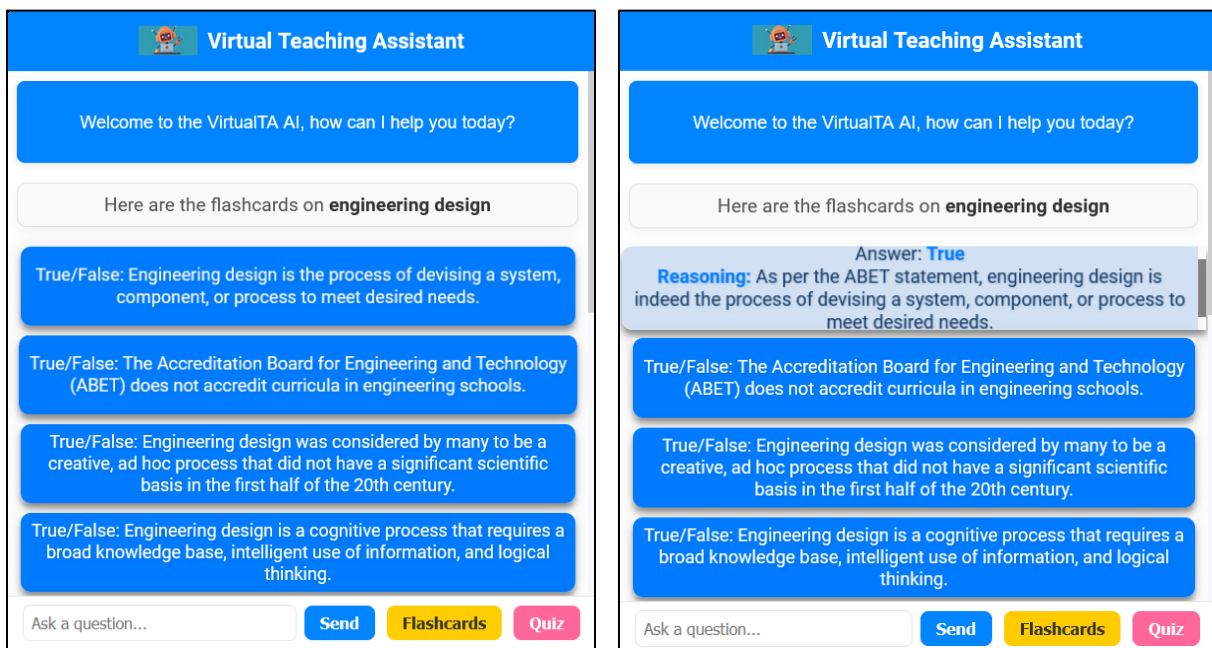 Virtual Teaching Assistant
Welcome to the VirtualTA AI, how can I help you today?
Here are the flashcards on engineering design
True/False: Engineering design is the process of devising a system,
component, or process to meet desired needs.
True/False: The Accreditation Board for Engineering and Technology
(ABET) does not accredit curricula in engineering schools.
True/False: Engineering design was considered by many to be a
creative, ad hoc process that did not have a significant scientific
basis in the first half of the 20th century.
True/False: Engineering design is a cognitive process that requires a
broad knowledge base, intelligent use of information, and logical
thinking.
Ask a question... Send Flashcards Quiz
Virtual Teaching Assistant
Welcome to the VirtualTA AI, how can I help you today?
Here are the flashcards on engineering design
Answer: True
Reasoning: As per the ABET statement, engineering design is
indeed the process of devising a system, component, or process to
meet desired needs.
True/False: The Accreditation Board for Engineering and Technology
(ABET) does not accredit curricula in engineering schools.
True/False: Engineering design was considered by many to be a
creative, ad hoc process that did not have a significant scientific
basis in the first half of the 20th century.
True/False: Engineering design is a cognitive process that requires a
broad knowledge base, intelligent use of information, and logical
thinking.
Ask a question... Send Flashcards Quiz